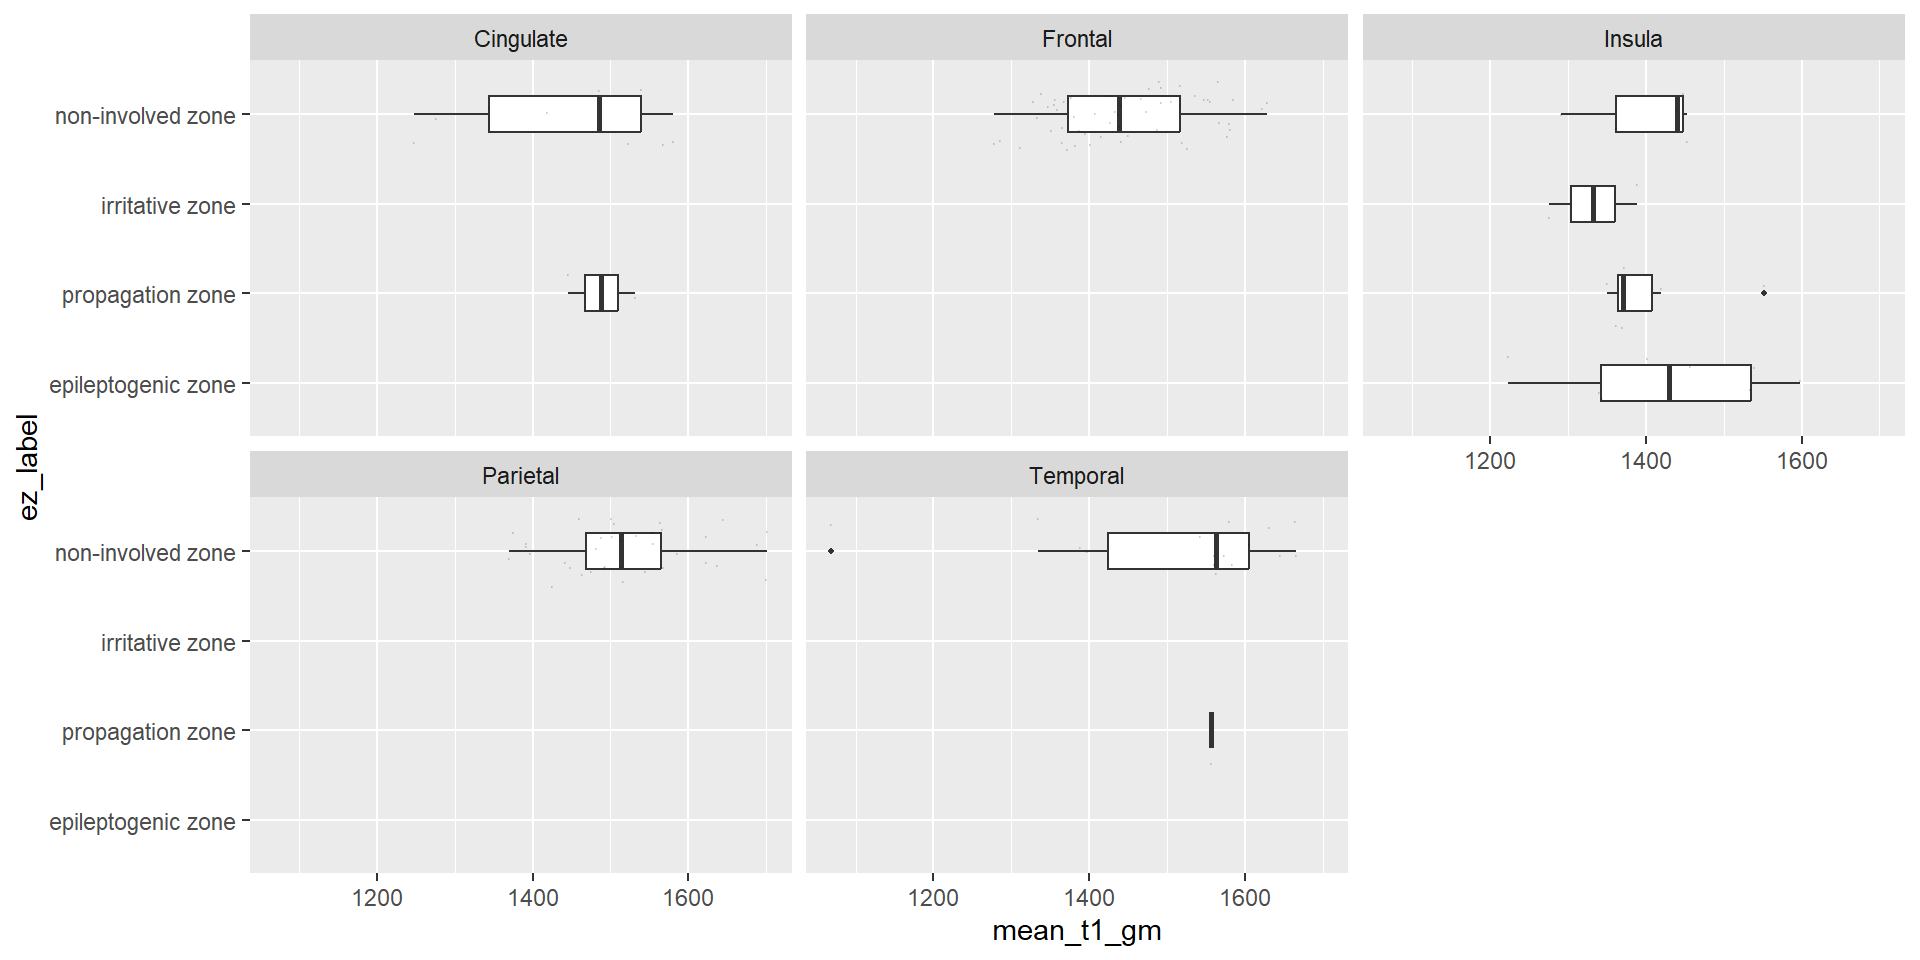 Cingulate
Frontal
Insula
non-involved zone
irritative zone
propagation zone
epileptogenic zone
1200 1400 1600
ez_label
Parietal
Temporal
non-involved zone
irritative zone
propagation zone
epileptogenic zone
1200 1400 1600
1200 1400 1600
mean_t1_gm